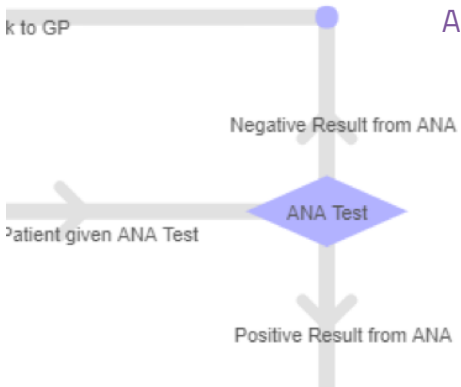 A
k to GP
Negative Result from ANA
ANA Test
Patient given ANA Test
Positive Result from ANA